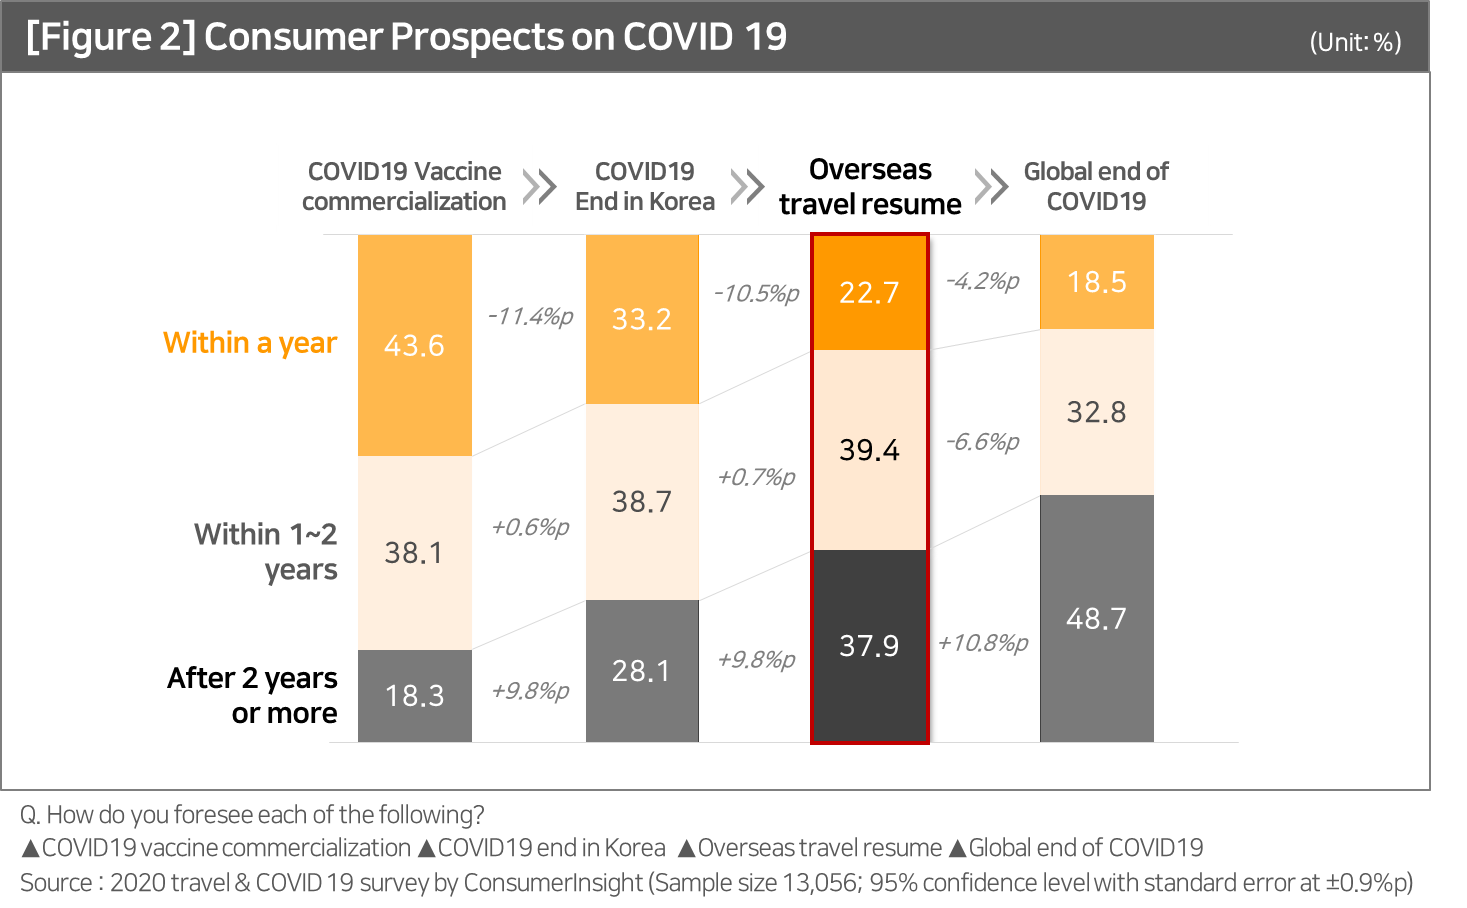 [Figure 2] Consumer Prospects on COVID 19
(Unit: %)
COVID19 Vaccine
commercialization
COVID19
End in Korea
Overseas
travel resume
Global end of
COVID19
Within a year
43.6
-11.4%p
33.2
-10.5%p
22.7
-4.2%p
18.5
Within 1~2
years
38.1
+0.6%p
38.7
+0.7%p
39.4
-6.6%p
32.8
After 2 years
or more
18.3
+9.8%p
28.1
+9.8%p
37.9
+10.8%p
48.7
Q. How do you foresee each of the following?
▲COVID19 vaccine commercialization ▲COVID19 end in Korea ▲Overseas travel resume ▲Global end of COVID19
Source : 2020 travel & COVID 19 survey by ConsumerInsight (Sample size 13,056; 95% confidence level with standard error at ±0.9%p)